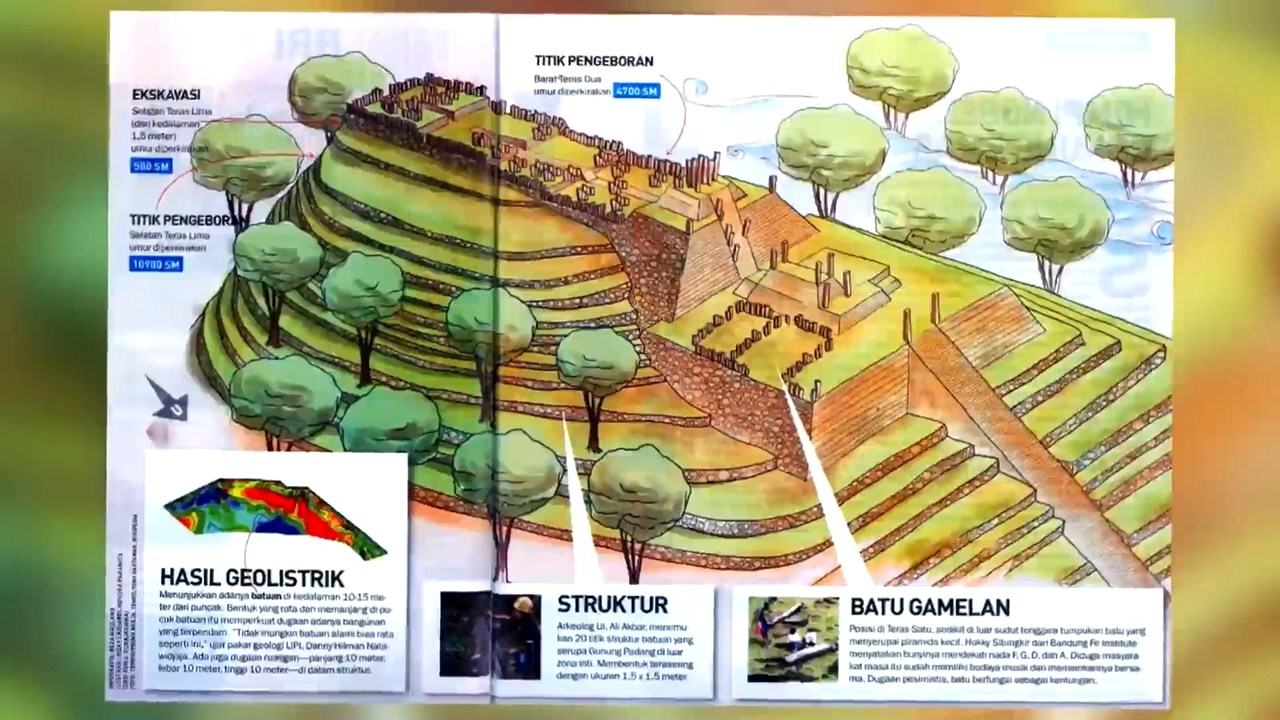 EKSKAVASI
Selatan Teras Lima
(dari kedalaman
1,5 meter)
umur diperkirakan
500 SM
TITIK PENGEBORAN
Selatan Teras Lima
umur diperkirakan
10900 SM
TITIK PENGEBORAN
Barat Teras Dua
umur diperkirakan 4700 SM
HASIL GEOLISTRIK
Menunjukkan adanya batuan di kedalaman 10-15 me-
ter dari puncak. Bentuk yang rata dan memanjang di pu-
cuk batuan itu memperkuat dugaan adanya bangunan
yang terpendam. "Tidak mungkin batuan alami bisa rata
seperti ini," ujar pakar geologi LIPI, Danny Hilman Nata-
widjaja. Ada juga dugaan ruangan—panjang 10 meter,
lebar 10 meter, tinggi 10 meter—di dalam struktur.
STRUKTUR
Arkeolog UI, Ali Akbar, menemu-
kan 20 titik struktur batuan yang
serupa Gunung Padang di luar
zona inti. Membentuk terasering
dengan ukuran 1,5 x 1,5 meter
BATU GAMELAN
Posisi di Teras Satu, sedikit di luar sudut tenggara tumpukan batu yang
menyerupai piramida kecil. Hokky Situngkir dari Bandung Fe Institute
menyatakan bunyinya mendekati nada F, G, D, dan A. Diduga masyara-
kat masa itu sudah memiliki budaya musik dan memainkannya bersa-
ma. Dugaan pesimistis, batu berfungsi sebagai kentungan.